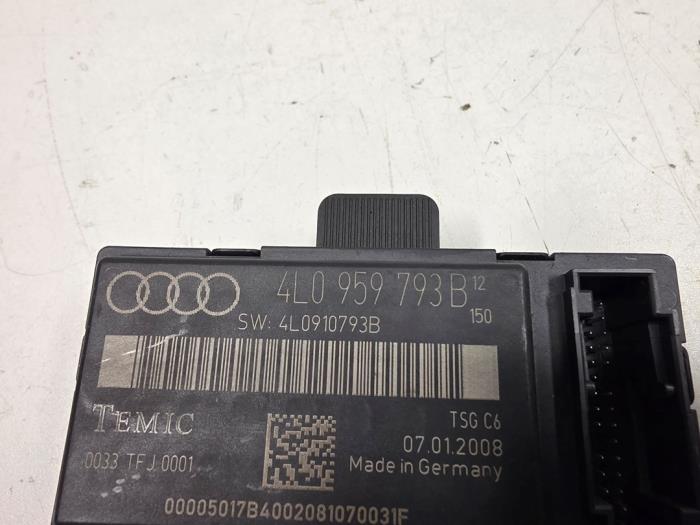 4L0 959 793 B 12
150
SW: 4L0910793B
TEMIC
TSG C6
07.01.2008
0033 TFJ 0001
Made in Germany
00005017B4002081070031F